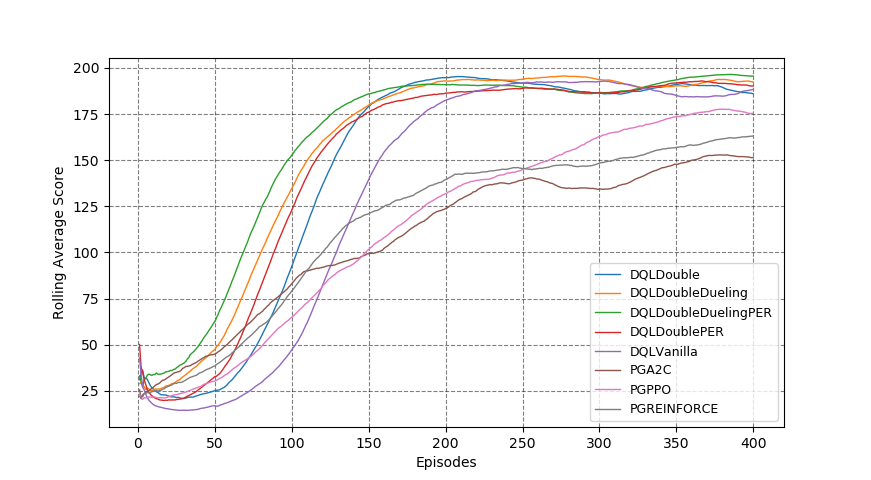 200
175
150
125
100
75
50
25
Rolling Average Score
DQLDouble
DQLDoubleDueling
DQLDoubleDuelingPER
DQLDoublePER
DQLVanilla
PGA2C
PGPPO
PGREINFORCE
0 50 100 150 200 250 300 350 400
Episodes